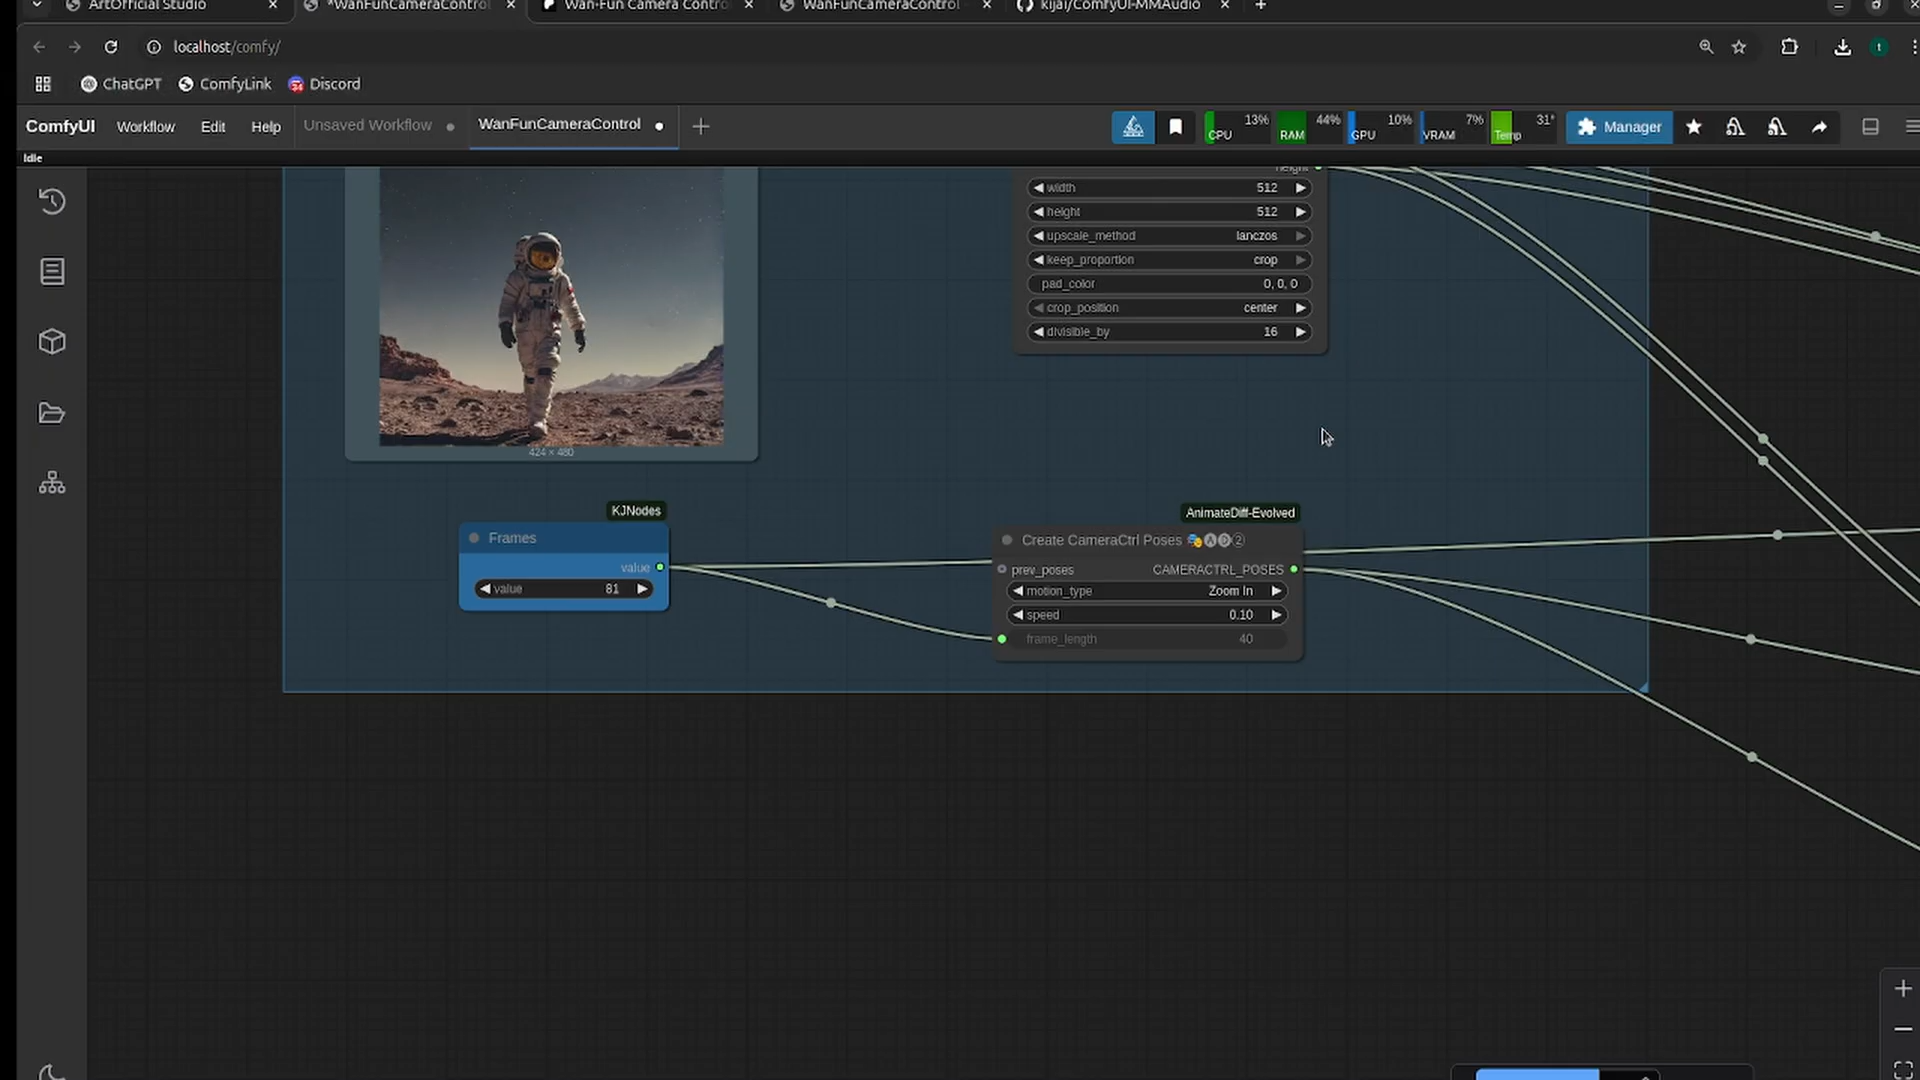 ArtOfficial Studio
*WanFunCameraControl
Wan-Fun Camera Contro
WanFunCameraControl
kijai/ComfyUI-MMAudio
localhost/comfy/
t
ChatGPT
ComfyLink
Discord
ComfyUI
Workflow
Edit
Help
Unsaved Workflow
WanFunCameraControl
CPU 13%
RAM 44%
GPU 10%
VRAM 7%
Temp 31°
Manager
Idle
height
width 512
height 512
upscale_method lanczos
keep_proportion crop
pad_color 0, 0, 0
crop_position center
divisible_by 16
424 × 480
KJNodes
Frames
value
value 81
AnimateDiff-Evolved
Create CameraCtrl Poses 🎭🅐🅓②
prev_poses CAMERACTRL_POSES
motion_type Zoom In
speed 0.10
frame_length 40